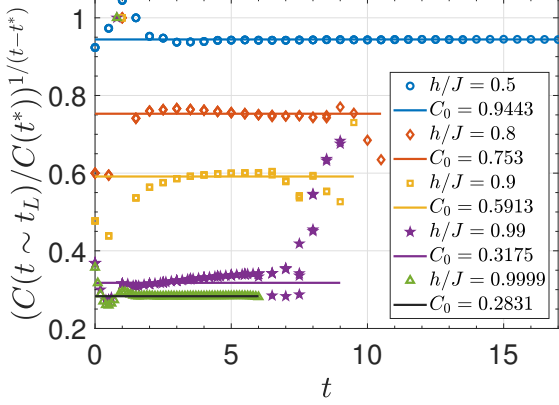 (C(t ∼ t_L)/C(t*))^{1/(t−t*)}
1
0.8
0.6
0.4
0.2
0 5 10 15
t
h/J = 0.5
C_0 = 0.9443
h/J = 0.8
C_0 = 0.753
h/J = 0.9
C_0 = 0.5913
h/J = 0.99
C_0 = 0.3175
h/J = 0.9999
C_0 = 0.2831